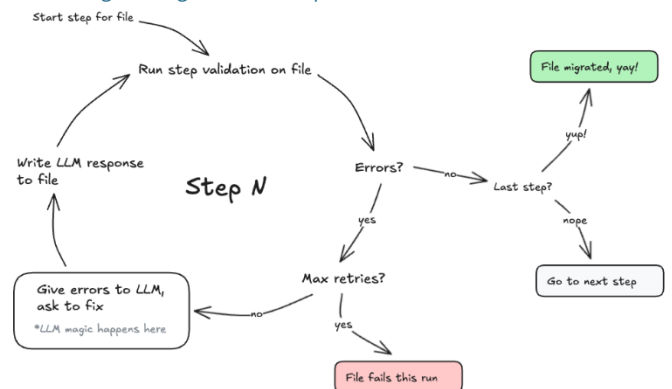 Start step for file
Run step validation on file
File migrated, yay!
yup!
Write LLM response
to file
Step N
Errors?
no
Last step?
yes
nope
Max retries?
Go to next step
Give errors to LLM,
ask to fix
*LLM magic happens here
no
yes
File fails this run